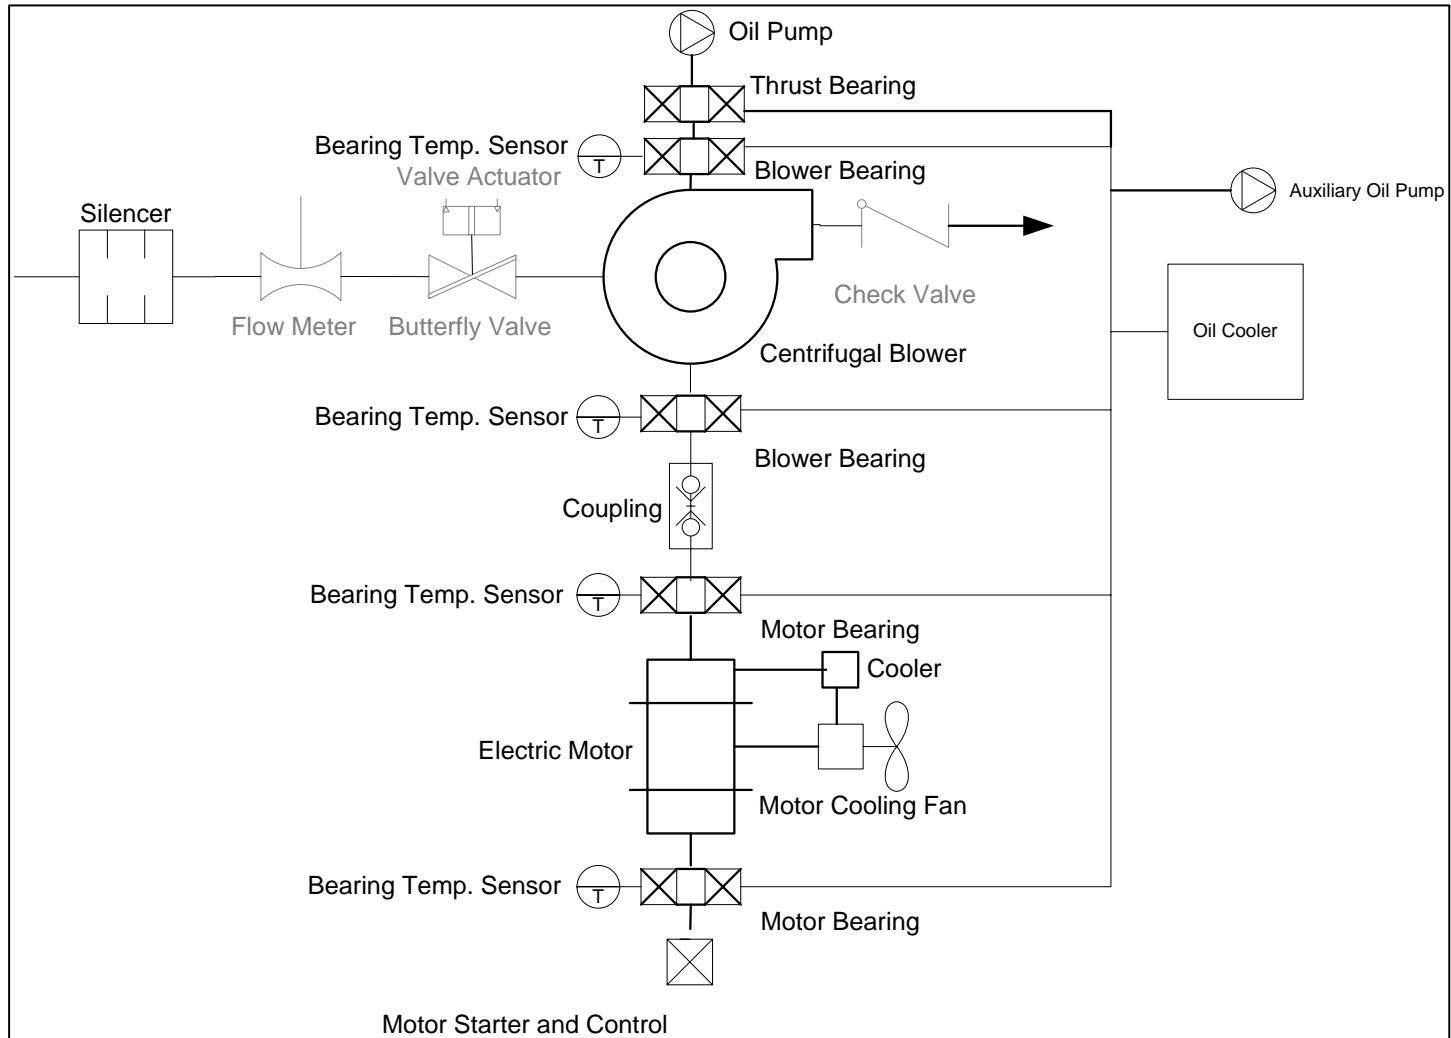 Oil Pump
Thrust Bearing
Bearing Temp. Sensor
T
Valve Actuator
Blower Bearing
Auxiliary Oil Pump
Silencer
Check Valve
Flow Meter
Butterfly Valve
Oil Cooler
Centrifugal Blower
Bearing Temp. Sensor
T
Blower Bearing
Coupling
Bearing Temp. Sensor
T
Motor Bearing
Cooler
Electric Motor
Motor Cooling Fan
Bearing Temp. Sensor
T
Motor Bearing
Motor Starter and Control